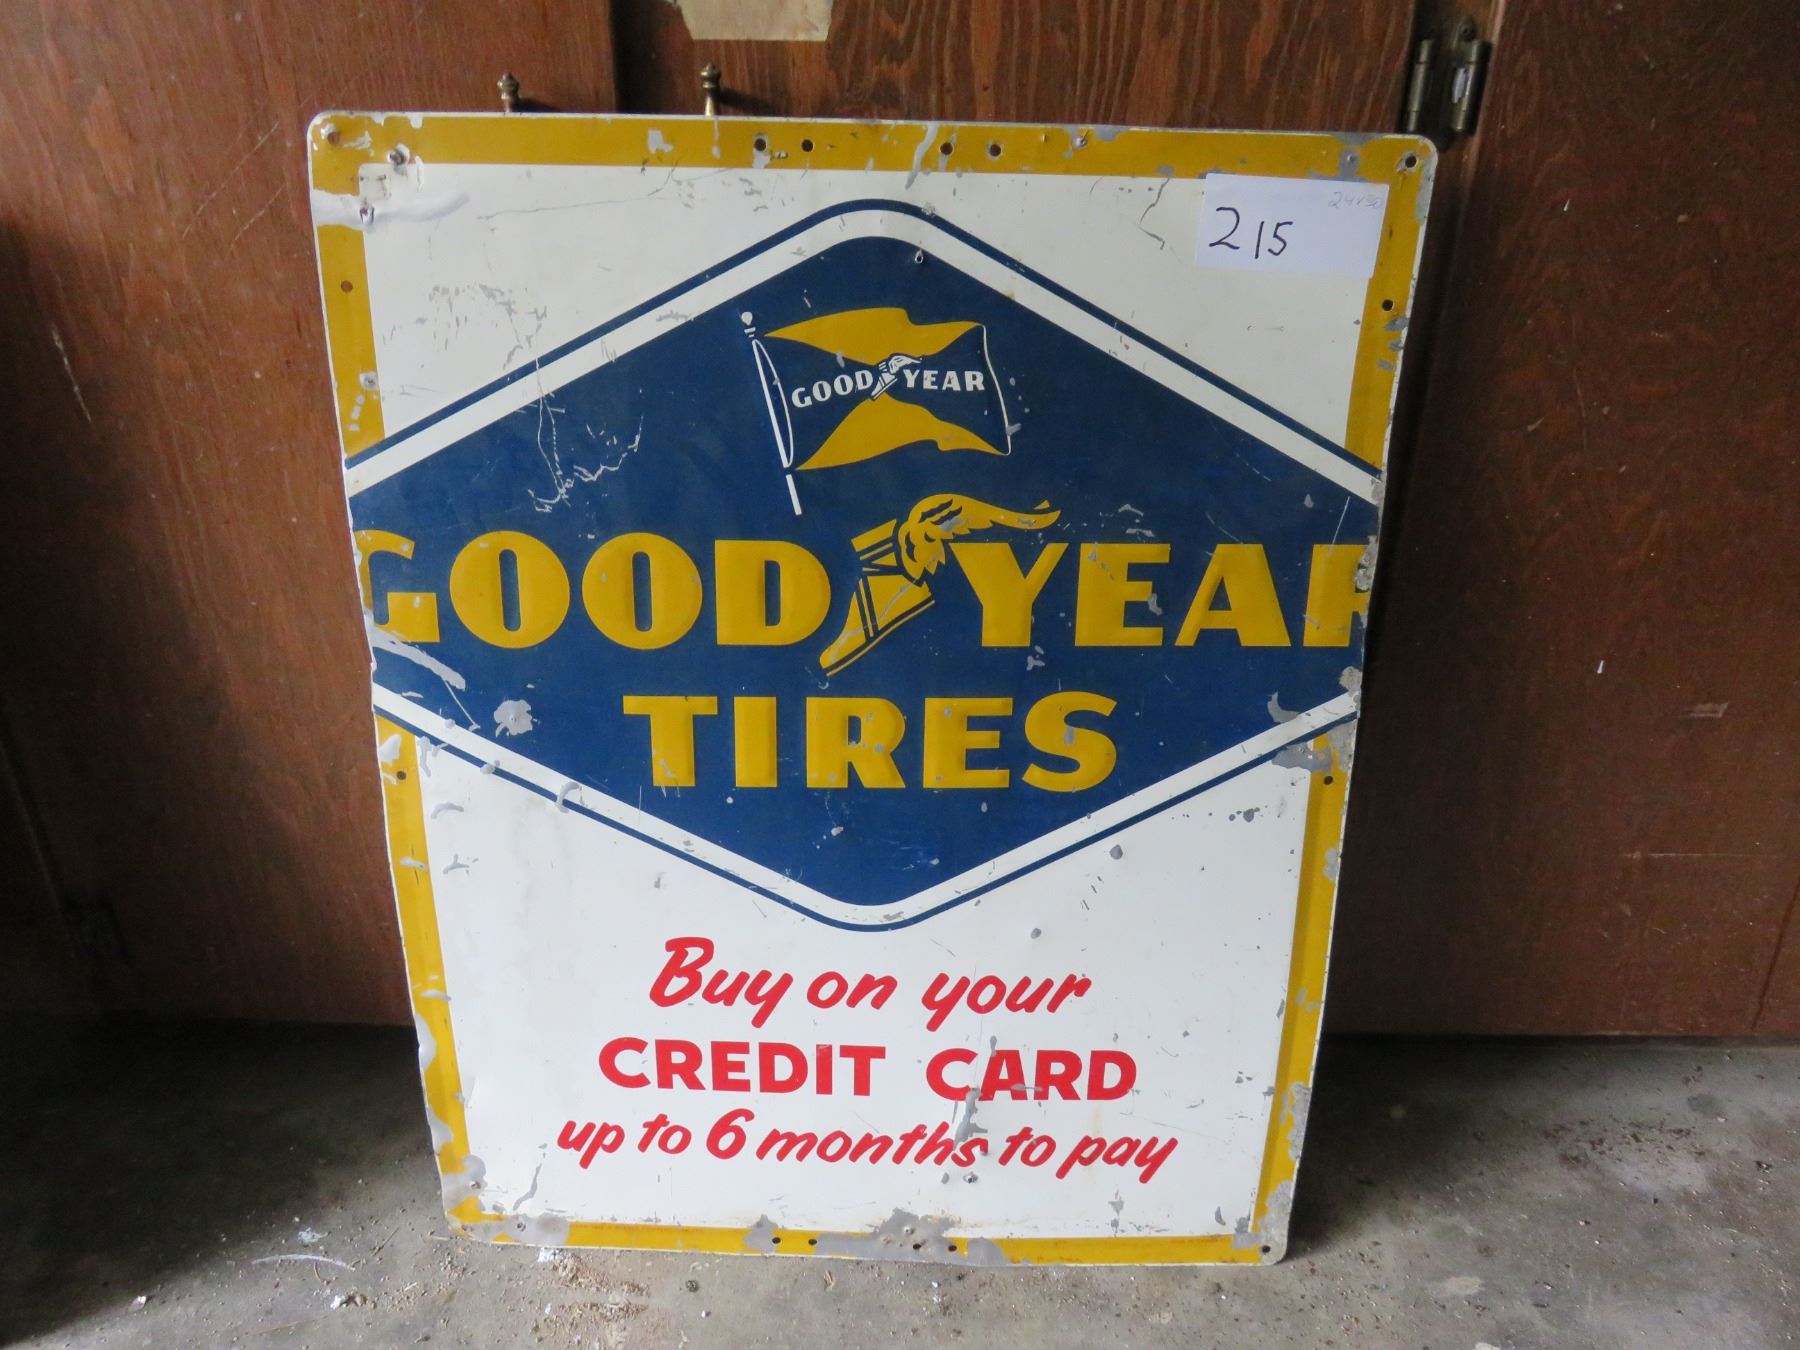 24x30
215
GOOD YEAR
GOOD YEAR
TIRES
Buy on your
CREDIT CARD
up to 6 months to pay